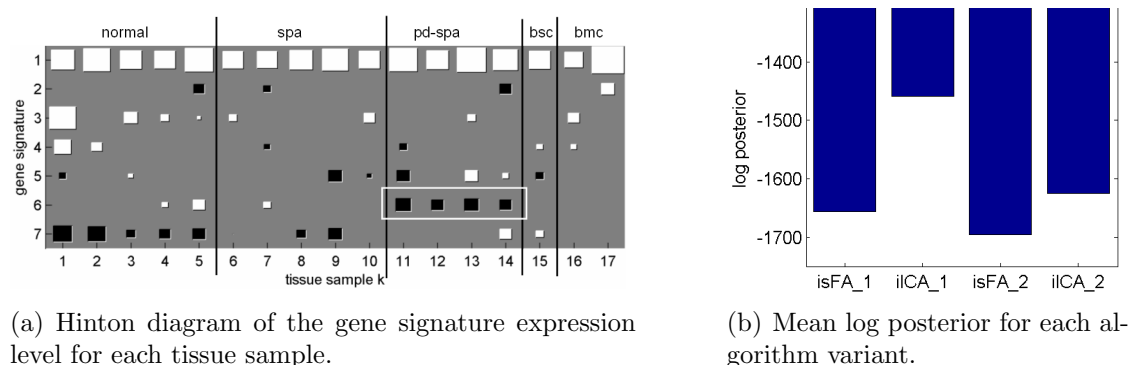 normal spa pd-spa bsc bmc
1
2
3
4
5
6
7
gene signature
1 2 3 4 5 6 7 8 9 10 11 12 13 14 15 16 17
tissue sample k
(a) Hinton diagram of the gene signature expression
level for each tissue sample.
-1400
-1500
-1600
-1700
log posterior
isFA_1 iICA_1 isFA_2 iICA_2
(b) Mean log posterior for each al-
gorithm variant.